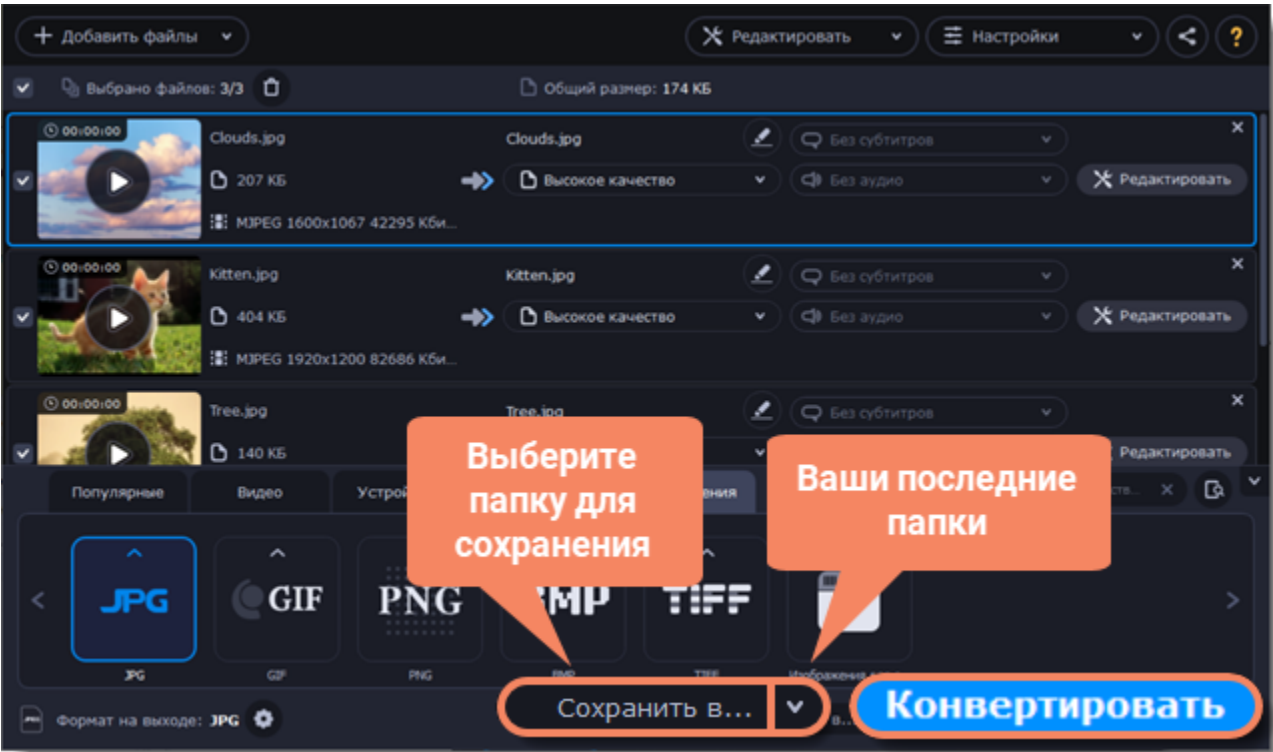 Добавить файлы
Редактировать
Настройки
?
Выбрано файлов: 3/3
Общий размер: 174 КБ
00:00:00
Clouds.jpg
Clouds.jpg
Без субтитров
207 КБ
Высокое качество
Без аудио
Редактировать
MJPEG 1600x1067 42295 Кби...
00:00:00
Kitten.jpg
Kitten.jpg
Без субтитров
404 КБ
Высокое качество
Без аудио
Редактировать
MJPEG 1920x1200 82686 Кби...
00:00:00
Tree.jpg
Tree.jpg
Без субтитров
140 КБ
Редактировать
Выберите
папку для
сохранения
Ваши последние
папки
Популярные
Видео
JPG
GIF
PNG
TIFF
JPG
GIF
PNG
BMP
TIFF
Формат на выходе: JPG
Сохранить в...
Конвертировать